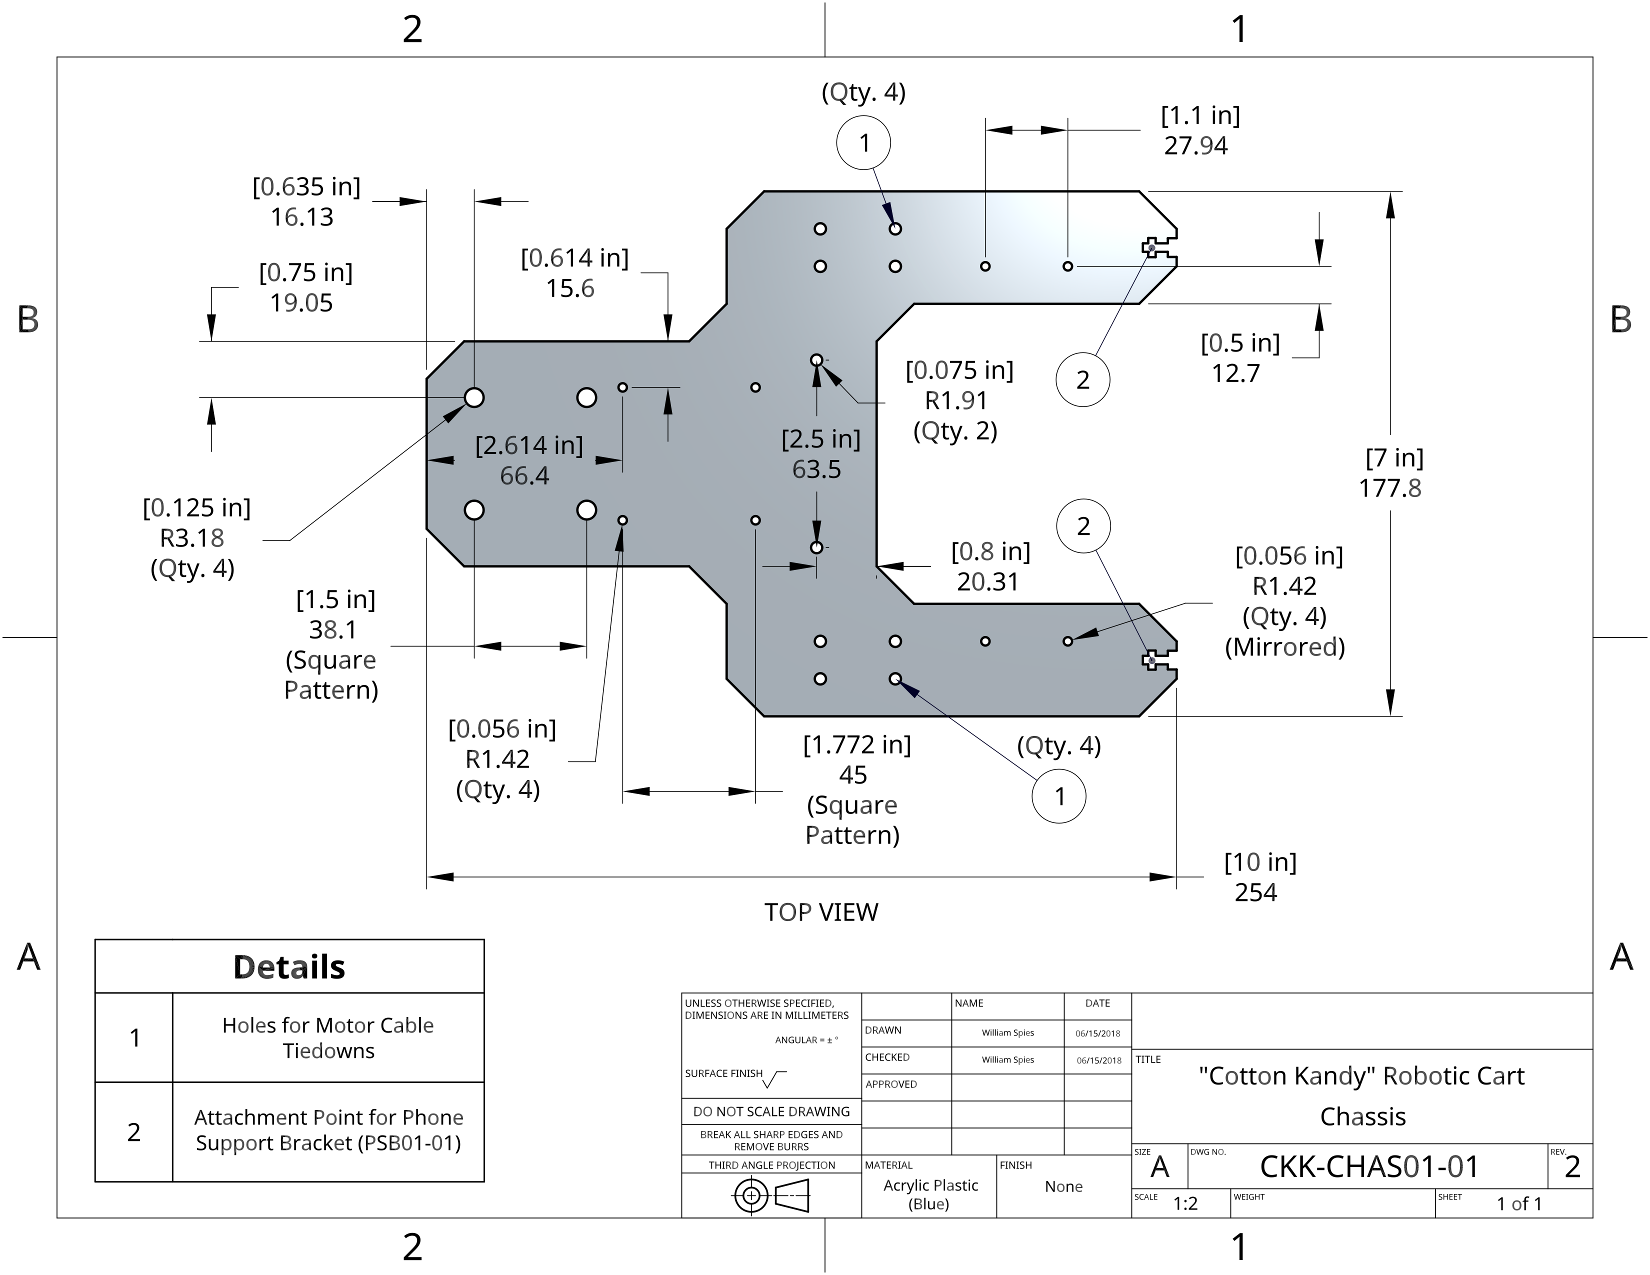 2
1
(Qty. 4)
1
[1.1 in]
27.94
[0.635 in]
16.13
[0.614 in]
15.6
[0.75 in]
19.05
B
B
2
[0.5 in]
12.7
[0.075 in]
R1.91
(Qty. 2)
[2.614 in]
66.4
[2.5 in]
63.5
[7 in]
177.8
[0.125 in]
R3.18
(Qty. 4)
2
[0.8 in]
20.31
[0.056 in]
R1.42
(Qty. 4)
(Mirrored)
[1.5 in]
38.1
(Square
Pattern)
[0.056 in]
R1.42
(Qty. 4)
[1.772 in]
45
(Square
Pattern)
(Qty. 4)
1
[10 in]
254
TOP VIEW
A
A
Details
1
Holes for Motor Cable
Tiedowns
2
Attachment Point for Phone
Support Bracket (PSB01-01)
UNLESS OTHERWISE SPECIFIED,
DIMENSIONS ARE IN MILLIMETERS
ANGULAR = ± °
SURFACE FINISH
DO NOT SCALE DRAWING
BREAK ALL SHARP EDGES AND
REMOVE BURRS
THIRD ANGLE PROJECTION
NAME
DATE
DRAWN
William Spies
06/15/2018
CHECKED
William Spies
06/15/2018
APPROVED
MATERIAL
Acrylic Plastic
(Blue)
FINISH
None
TITLE
"Cotton Kandy" Robotic Cart
Chassis
SIZE
A
DWG NO.
CKK-CHAS01-01
REV.
2
SCALE
1:2
WEIGHT
SHEET
1 of 1
2
1